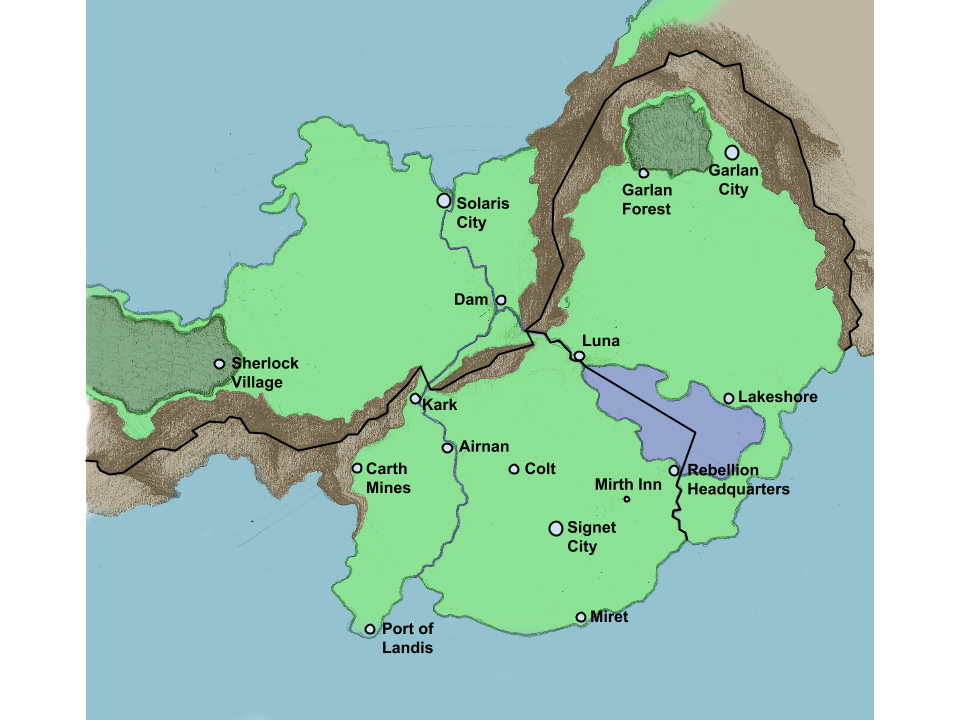 Garlan
City
Garlan
Forest
Solaris
City
Dam
Luna
Sherlock
Village
Kark
Lakeshore
Airnan
Carth
Mines
Colt
Rebellion
Headquarters
Mirth Inn
Signet
City
Miret
Port of
Landis